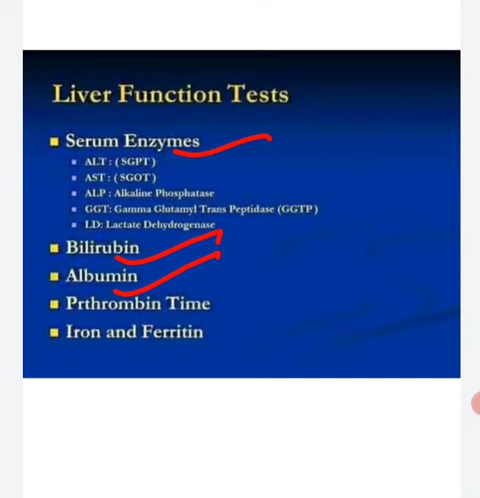 Liver Function Tests
Serum Enzymes
ALT : ( SGPT )
AST : ( SGOT )
ALP : Alkaline Phosphatase
GGT: Gamma Glutamyl Trans Peptidase (GGTP )
LD: Lactate Dehydrogenase
Bilirubin
Albumin
Prthrombin Time
Iron and Ferritin